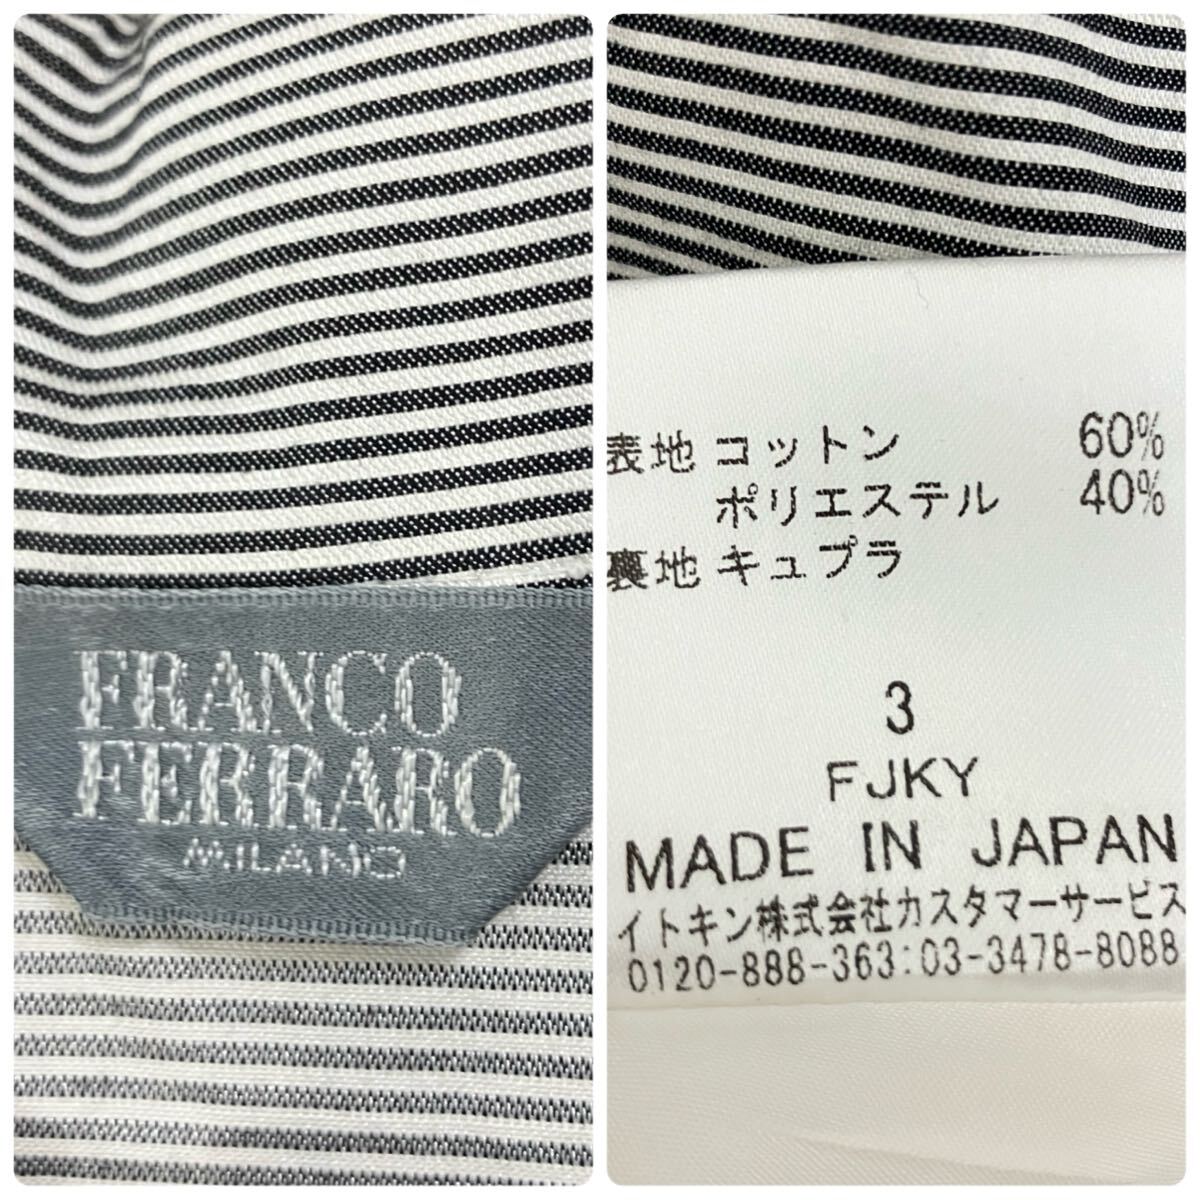 FRANCO
FERRARO
MILANO
表地 コットン 60%
ポリエステル 40%
裏地 キュプラ
3
FJKY
MADE IN JAPAN
イトキン株式会社カスタマーサービス
0120-888-363:03-3478-8088